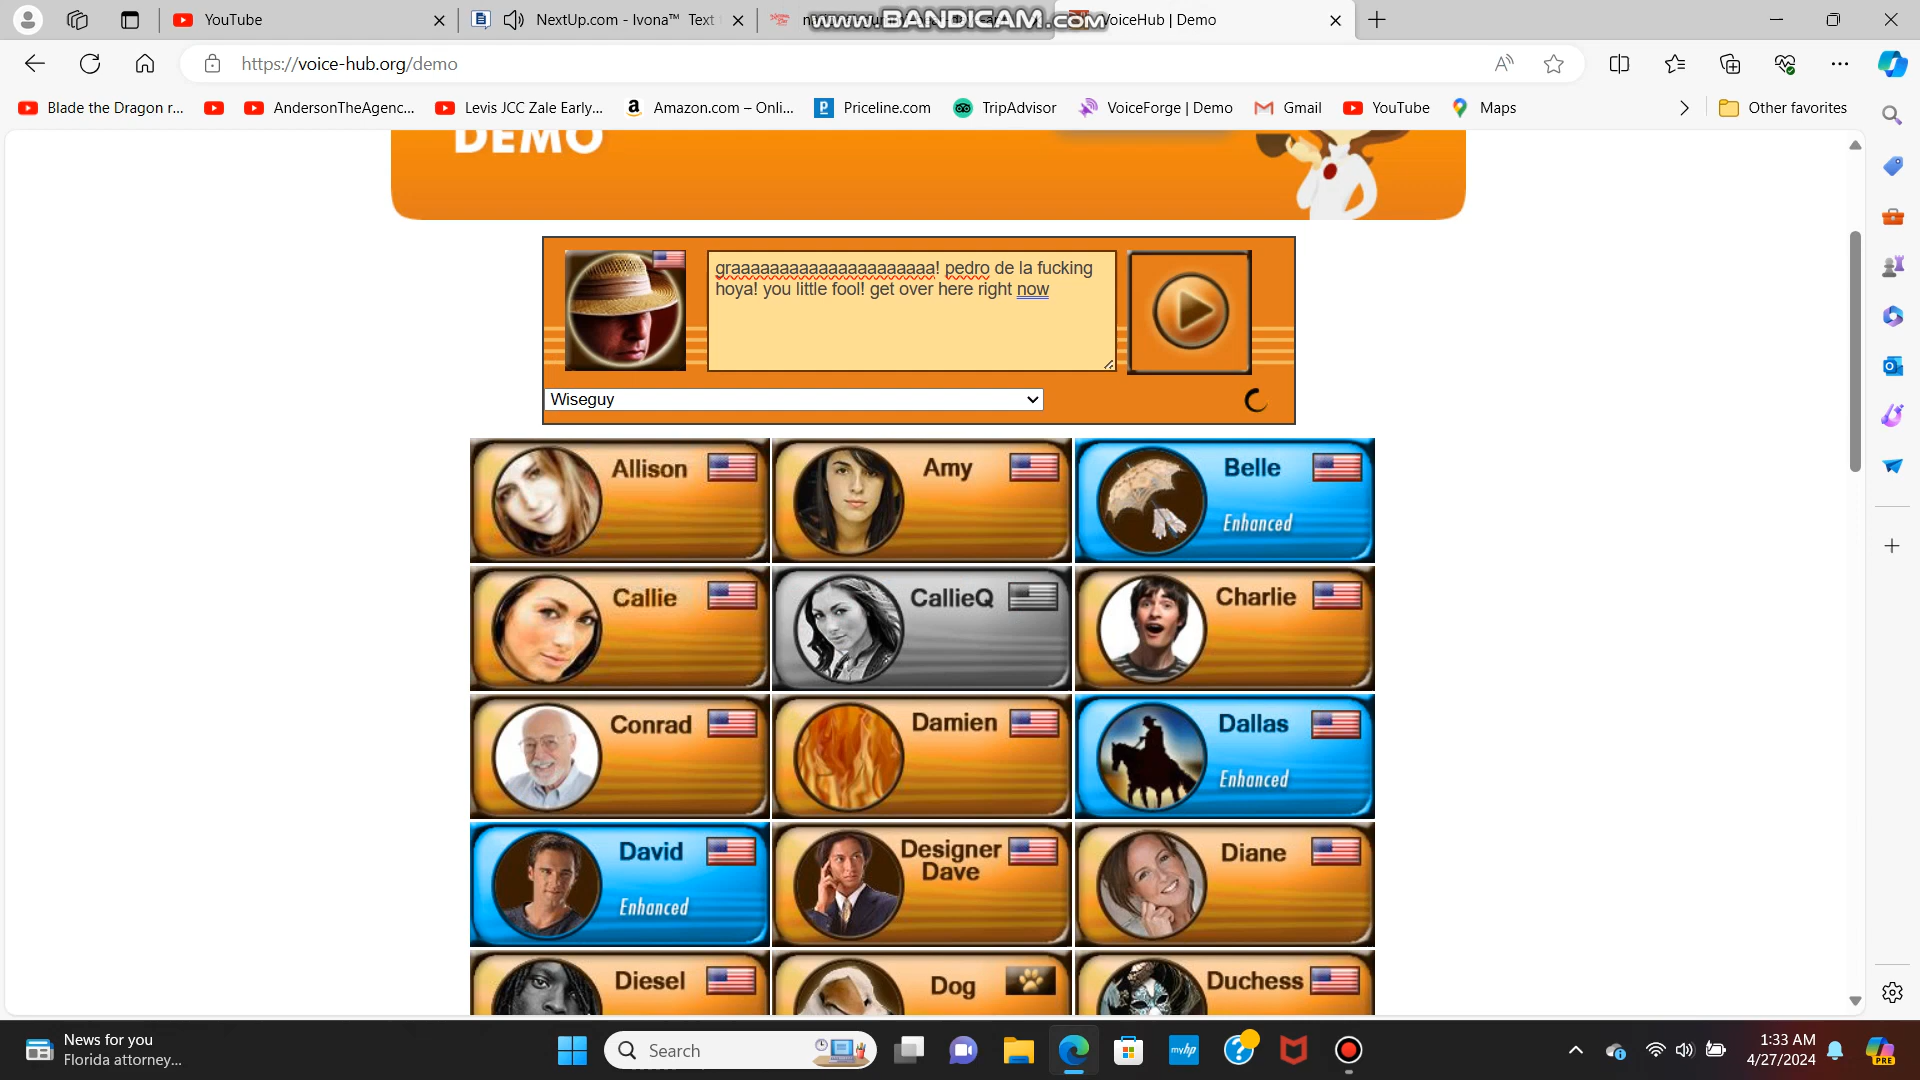 YouTube
NextUp.com - Ivona™ Text
www.BANDICAM.com
VoiceHub | Demo
https://voice-hub.org/demo
Blade the Dragon r...
AndersonTheAgenc...
Levis JCC Zale Early...
Amazon.com – Onli...
Priceline.com
TripAdvisor
VoiceForge | Demo
Gmail
YouTube
Maps
Other favorites
DEMO
graaaaaaaaaaaaaaaaaaaaa! pedro de la fucking
hoya! you little fool! get over here right now
Wiseguy
Allison
Amy
Belle
Enhanced
Callie
CallieQ
Charlie
Conrad
Damien
Dallas
Enhanced
David
Enhanced
Designer
Dave
Diane
Diesel
Dog
Duchess
News for you
Florida attorney...
Search
myhp
1:33 AM
4/27/2024
PRE